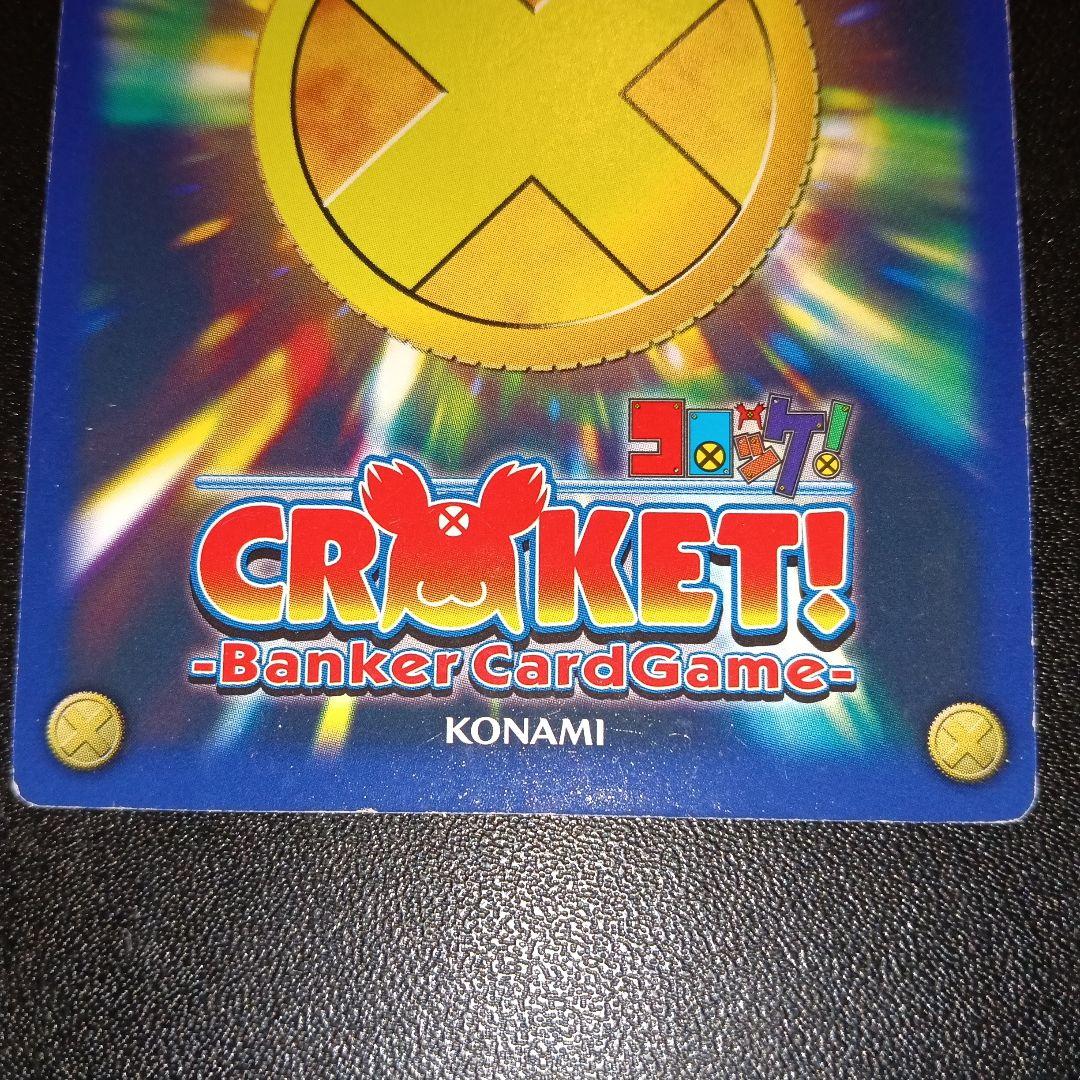 コロッケ!
CROKET!
-Banker CardGame-
KONAMI